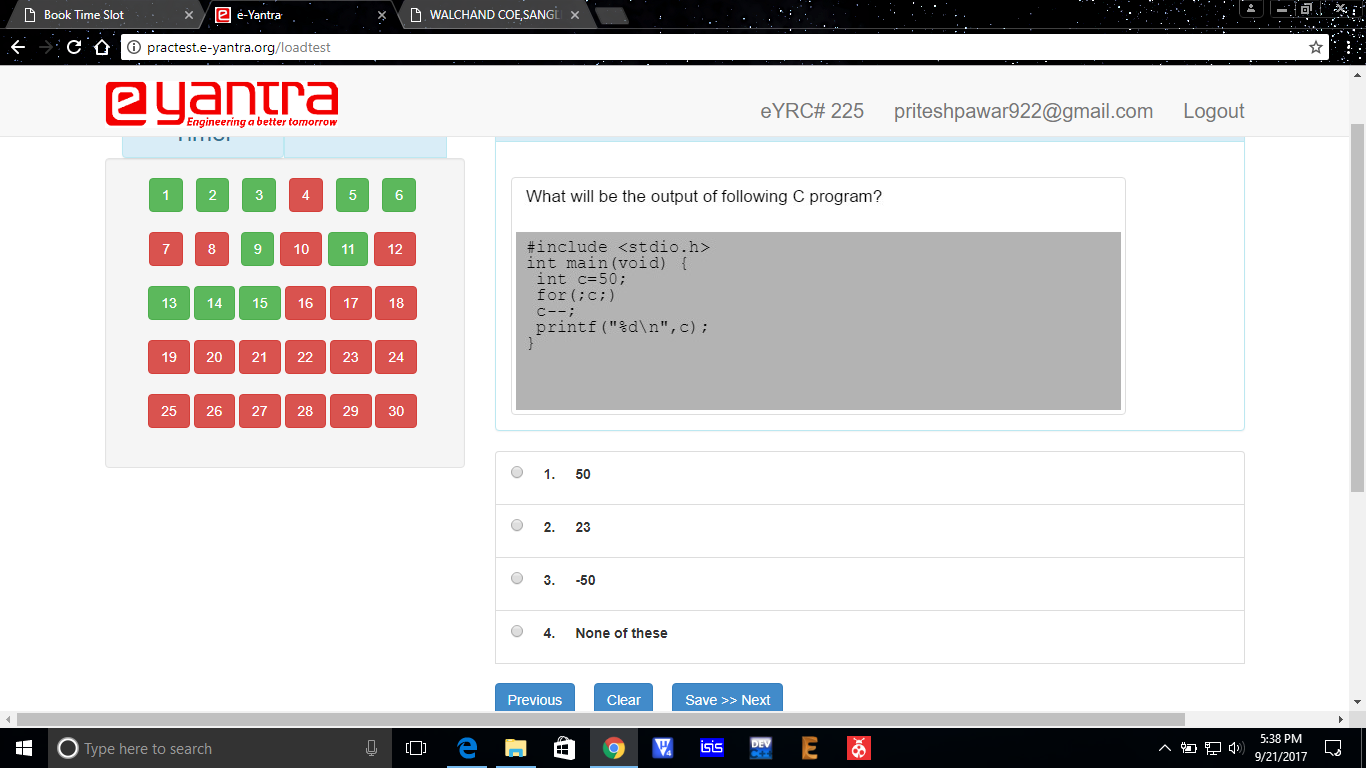 Book Time Slot
e-Yantra
WALCHAND COE,SANGL
practest.e-yantra.org/loadtest
e yantra
Engineering a better tomorrow
eYRC# 225 priteshpawar922@gmail.com Logout
1 2 3 4 5 6
7 8 9 10 11 12
13 14 15 16 17 18
19 20 21 22 23 24
25 26 27 28 29 30
What will be the output of following C program?
#include <stdio.h>
int main(void) {
int c=50;
for(;c;)
c--;
printf("%d\n",c);
}
1. 50
2. 23
3. -50
4. None of these
Previous Clear Save >> Next
Type here to search
isis
DEV
E
5:38 PM
9/21/2017